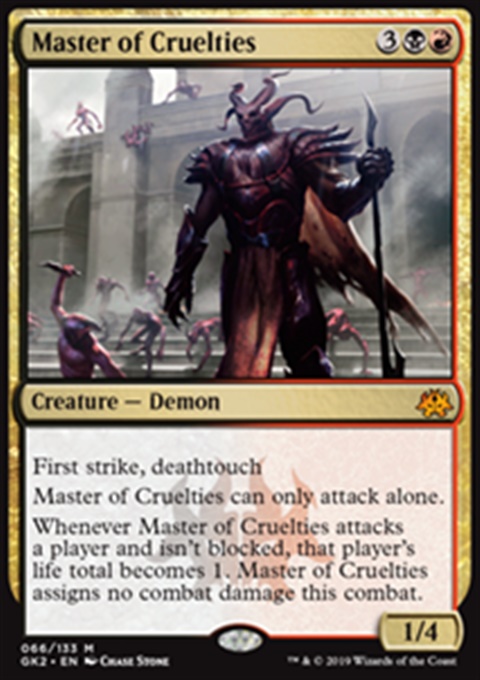 Master of Cruelties 3
Creature — Demon
First strike, deathtouch
Master of Cruelties can only attack alone.
Whenever Master of Cruelties attacks
a player and isn't blocked, that player's
life total becomes 1. Master of Cruelties
assigns no combat damage this combat.
1/4
066/133 M
GK2 • EN Chase Stone
™ & © 2019 Wizards of the Coast